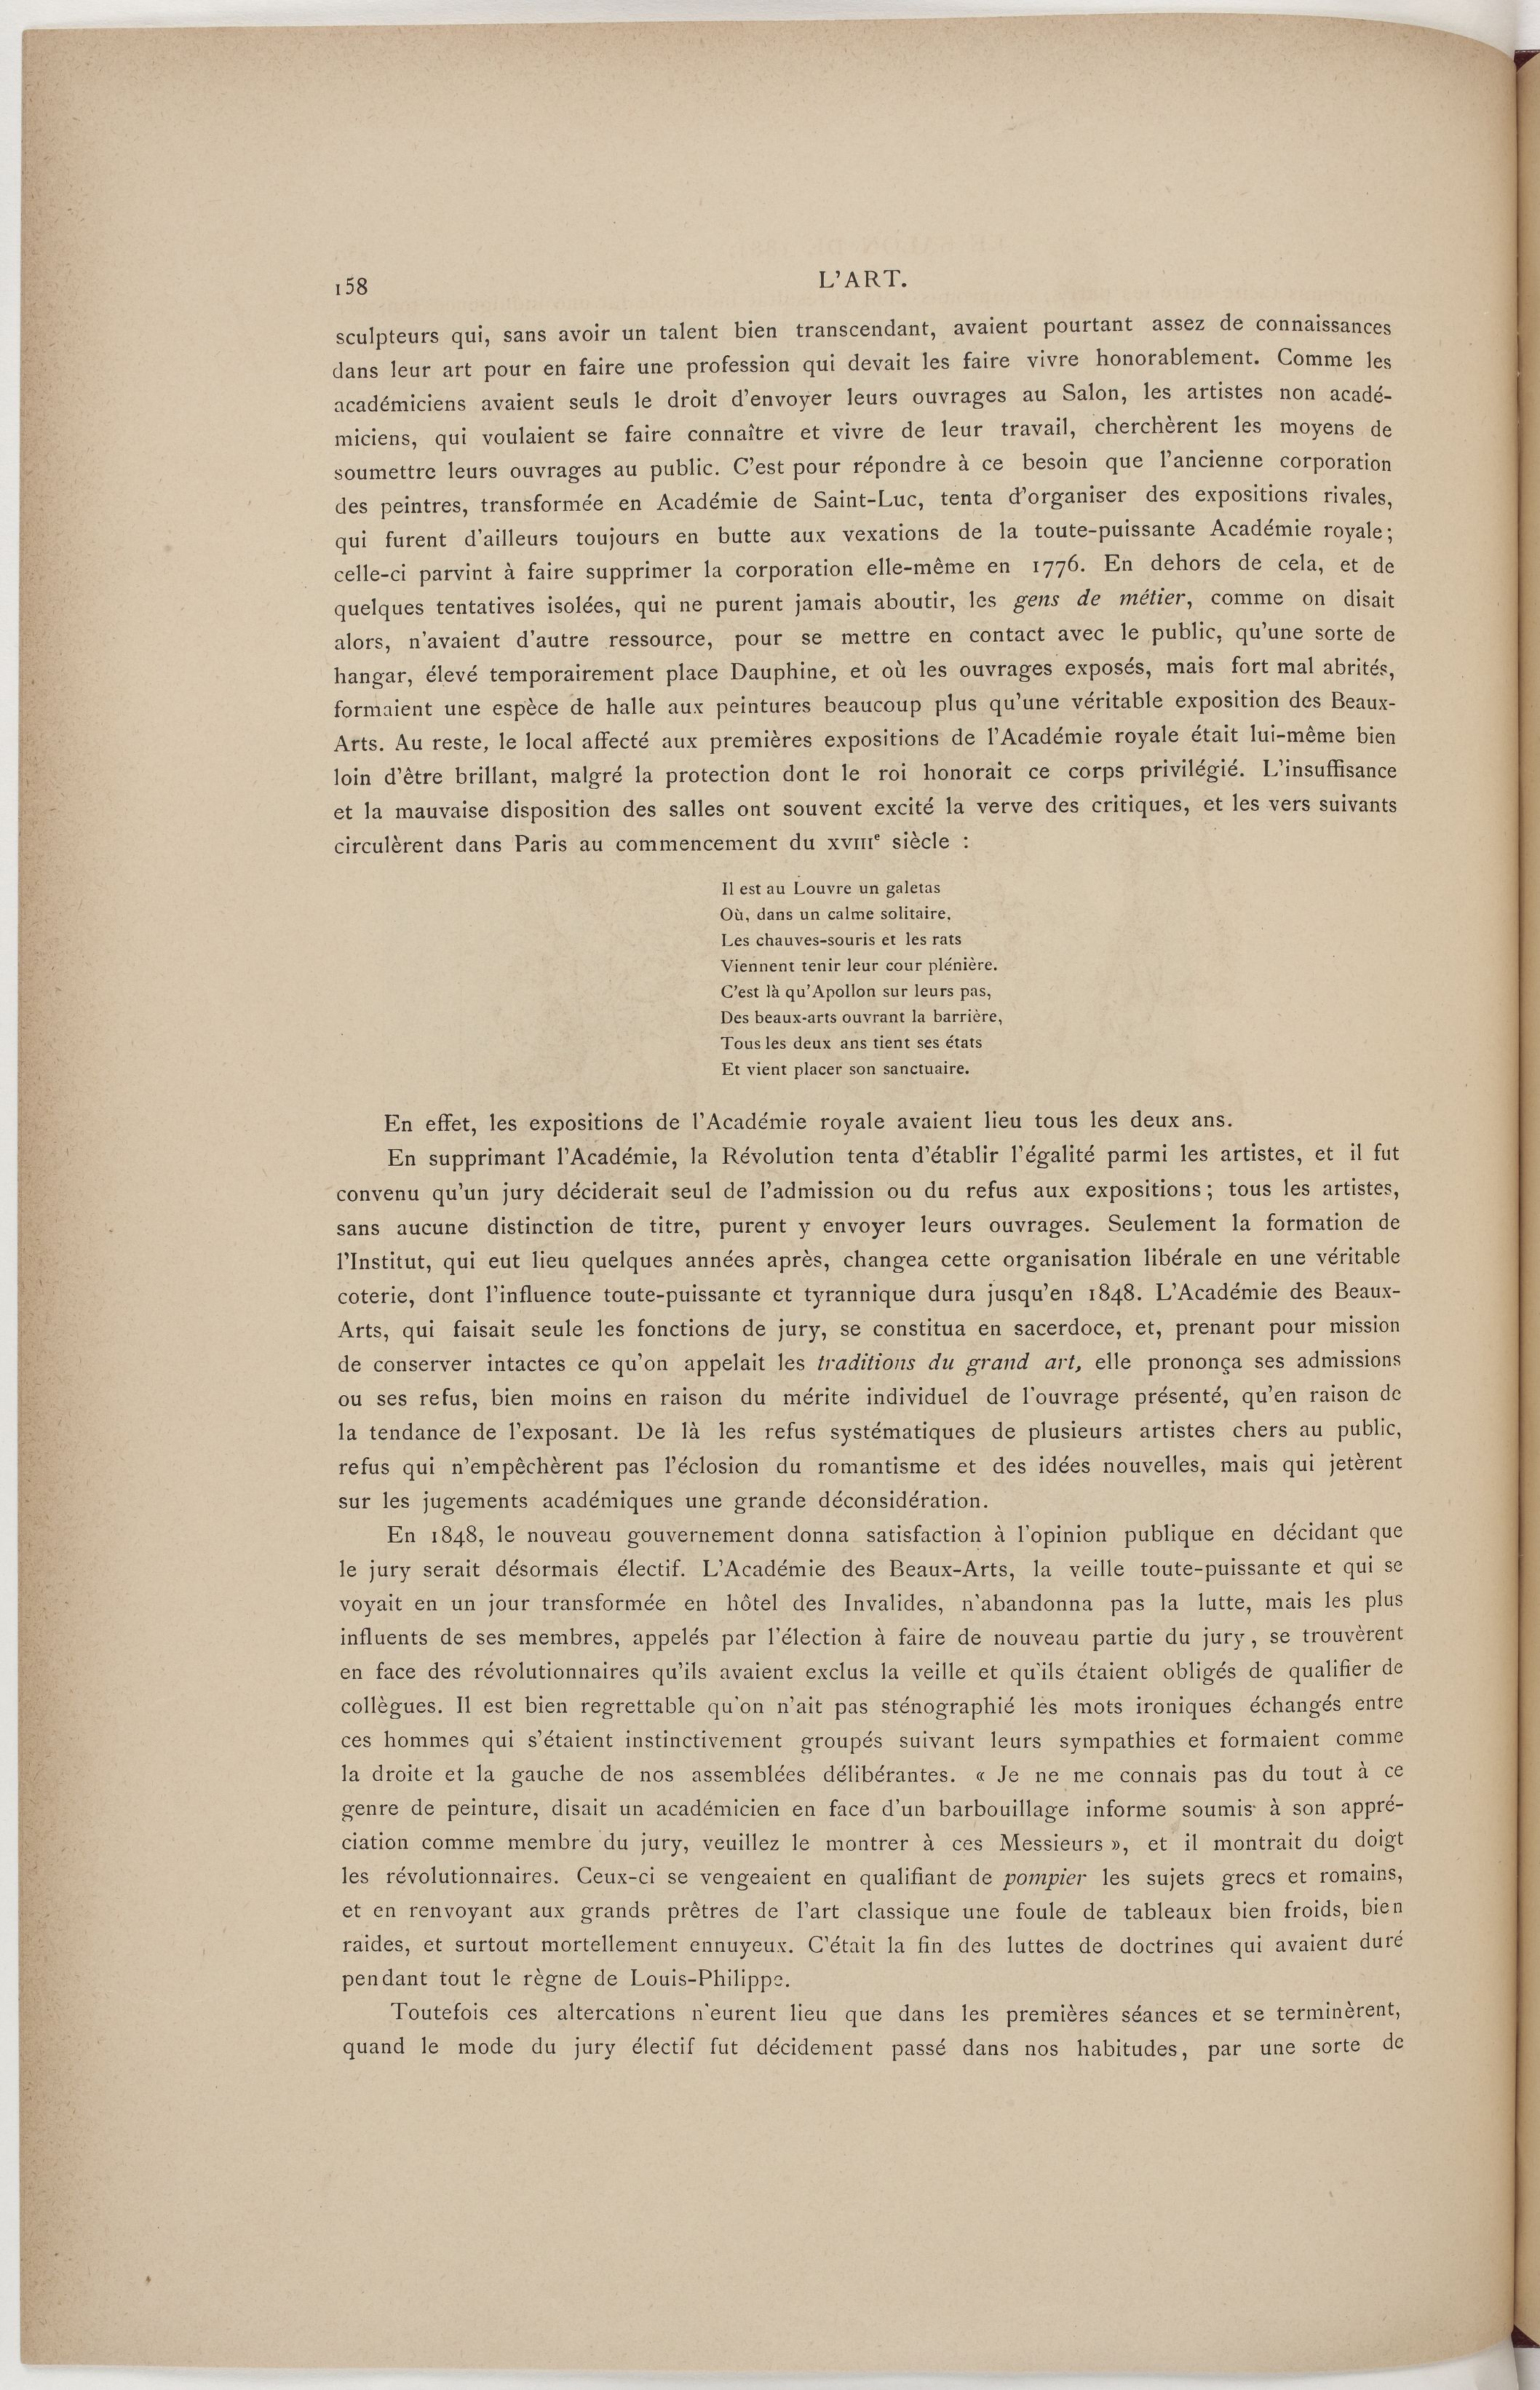 158
L'ART.
sculpteurs qui, sans avoir un talent bien transcendant, avaient pourtant assez de connaissances
dans leur art pour en faire une profession qui devait les faire vivre honorablement. Comme les
académiciens avaient seuls le droit d'envoyer leurs ouvrages au Salon, les artistes non acadé-
miciens, qui voulaient se faire connaître et vivre de leur travail, cherchèrent les moyens de
soumettre leurs ouvrages au public. C'est pour répondre à ce besoin que l'ancienne corporation
des peintres, transformée en Académie de Saint-Luc, tenta d'organiser des expositions rivales,
qui furent d'ailleurs toujours en butte aux vexations de la toute-puissante Académie royale;
celle-ci parvint à faire supprimer la corporation elle-même en 1776. En dehors de cela, et de
quelques tentatives isolées, qui ne purent jamais aboutir, les gens de métier, comme on disait
alors, n'avaient d'autre ressource, pour se mettre en contact avec le public, qu'une sorte de
hangar, élevé temporairement place Dauphine, et où les ouvrages exposés, mais fort mal abrités,
formaient une espèce de halle aux peintures beaucoup plus qu'une véritable exposition des Beaux-
Arts. Au reste, le local affecté aux premières expositions de l'Académie royale était lui-même bien
loin d'être brillant, malgré la protection dont le roi honorait ce corps privilégié. L'insuffisance
et la mauvaise disposition des salles ont souvent excité la verve des critiques, et les vers suivants
circulèrent dans Paris au commencement du XVIIIe siècle :
Il est au Louvre un galetas
Où, dans un calme solitaire,
Les chauves-souris et les rats
Viennent tenir leur cour plénière.
C'est là qu'Apollon sur leurs pas,
Des beaux-arts ouvrant la barrière,
Tous les deux ans tient ses états
Et vient placer son sanctuaire.
En effet, les expositions de l'Académie royale avaient lieu tous les deux ans.
En supprimant l'Académie, la Révolution tenta d'établir l'égalité parmi les artistes, et il fut
convenu qu'un jury déciderait seul de l'admission ou du refus aux expositions; tous les artistes,
sans aucune distinction de titre, purent y envoyer leurs ouvrages. Seulement la formation de
l'Institut, qui eut lieu quelques années après, changea cette organisation libérale en une véritable
coterie, dont l'influence toute-puissante et tyrannique dura jusqu'en 1848. L'Académie des Beaux-
Arts, qui faisait seule les fonctions de jury, se constitua en sacerdoce, et, prenant pour mission
de conserver intactes ce qu'on appelait les traditions du grand art, elle prononça ses admissions
ou ses refus, bien moins en raison du mérite individuel de l'ouvrage présenté, qu'en raison de
la tendance de l'exposant. De là les refus systématiques de plusieurs artistes chers au public,
refus qui n'empêchèrent pas l'éclosion du romantisme et des idées nouvelles, mais qui jetèrent
sur les jugements académiques une grande déconsidération.
En 1848, le nouveau gouvernement donna satisfaction à l'opinion publique en décidant que
le jury serait désormais électif. L'Académie des Beaux-Arts, la veille toute-puissante et qui se
voyait en un jour transformée en hôtel des Invalides, n'abandonna pas la lutte, mais les plus
influents de ses membres, appelés par l'élection à faire de nouveau partie du jury, se trouvèrent
en face des révolutionnaires qu'ils avaient exclus la veille et qu'ils étaient obligés de qualifier de
collègues. Il est bien regrettable qu'on n'ait pas sténographié les mots ironiques échangés entre
ces hommes qui s'étaient instinctivement groupés suivant leurs sympathies et formaient comme
la droite et la gauche de nos assemblées délibérantes. « Je ne me connais pas du tout à ce
genre de peinture, disait un académicien en face d'un barbouillage informe soumis à son appré-
ciation comme membre du jury, veuillez le montrer à ces Messieurs », et il montrait du doigt
les révolutionnaires. Ceux-ci se vengeaient en qualifiant de pompier les sujets grecs et romains,
et en renvoyant aux grands prêtres de l'art classique une foule de tableaux bien froids, bien
raides, et surtout mortellement ennuyeux. C'était la fin des luttes de doctrines qui avaient duré
pendant tout le règne de Louis-Philippe.
Toutefois ces altercations n'eurent lieu que dans les premières séances et se terminèrent,
quand le mode du jury électif fut décidement passé dans nos habitudes, par une sorte de